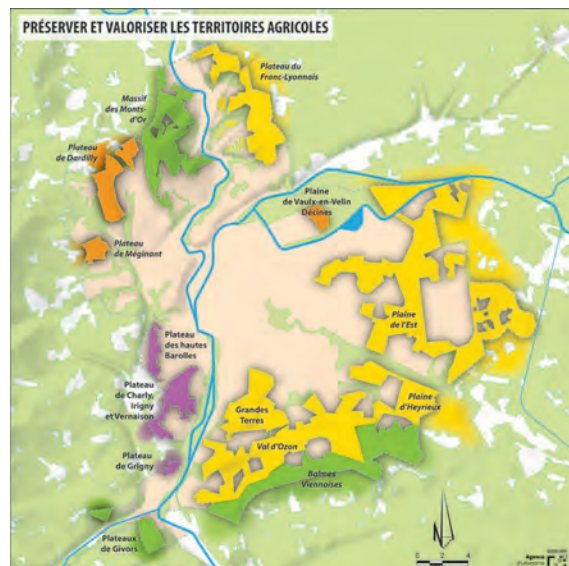 PRÉSERVER ET VALORISER LES TERRITOIRES AGRICOLES
Plateau du
Franc-Lyonnais
Massif
des Monts-
d'Or
Plateau
de Dardilly
Plaine
de Vaulx-en-Velin
Décines
Plateau
de Méginant
Plaine
de l'Est
Plateau
des hautes
Barolles
Plateau
de Charly,
Irigny
et Vernaison
Plaine
d'Heyrieux
Grandes
Terres
Val d'Ozon
Plateau
de Grigny
Balmes
Viennoises
Plateaux
de Givors
0 2 4
Agence
d'urbanisme